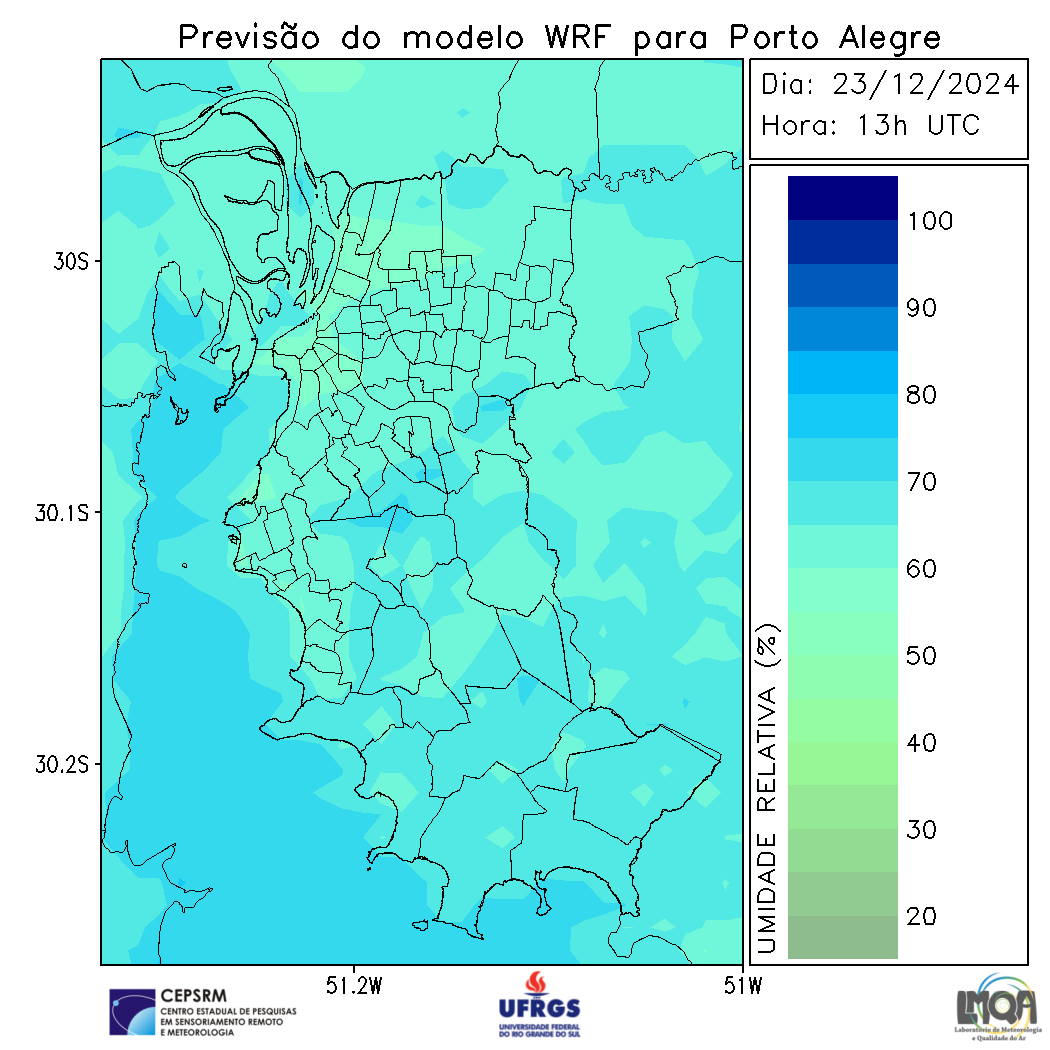 Previsão do modelo WRF para Porto Alegre
Dia: 23/12/2024
Hora: 13h UTC
30S
30.1S
30.2S
51.2W
51W
UMIDADE RELATIVA (%)
100
90
80
70
60
50
40
30
20
CEPSRM
CENTRO ESTADUAL DE PESQUISAS
EM SENSORIAMENTO REMOTO
E METEOROLOGIA
UFRGS
UNIVERSIDADE FEDERAL
DO RIO GRANDE DO SUL
LMQA
Laboratório de Meteorologia
e Qualidade do Ar